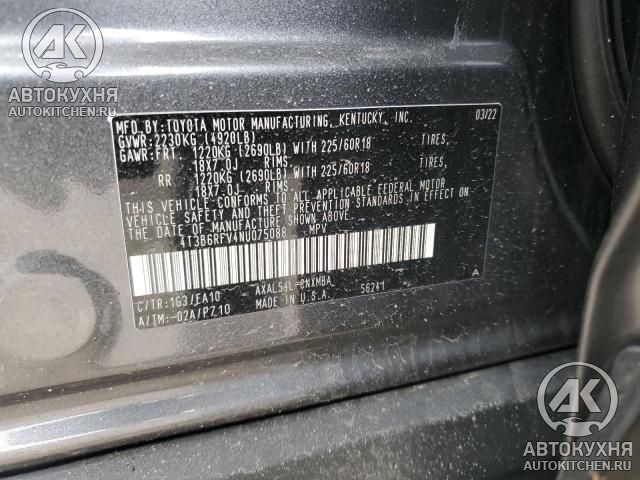 АК
АВТОКУХНЯ
AUTOKITCHEN.RU
MFD.BY:TOYOTA MOTOR MANUFACTURING, KENTUCKY, INC. 03/22
GVWR:2230KG (4920LB)
GAWR:FRT. 1220KG (2690LB) WITH 225/60R18 TIRES,
18X7.0J RIMS.
RR 1220KG (2690LB) WITH 225/60R18 TIRES,
18X7.0J RIMS.
THIS VEHICLE CONFORMS TO ALL APPLICABLE FEDERAL MOTOR
VEHICLE SAFETY AND THEFT PREVENTION STANDARDS IN EFFECT ON
THE DATE OF MANUFACTURE SHOWN ABOVE.
4T3B6RFV4NU075088 MPV
C/TR:1G3/EA10 AXAL54L-CNXMBA 56241 A
A/TM:-02A/PZ10 MADE IN U.S.A.
АК
АВТОКУХНЯ
AUTOKITCHEN.RU